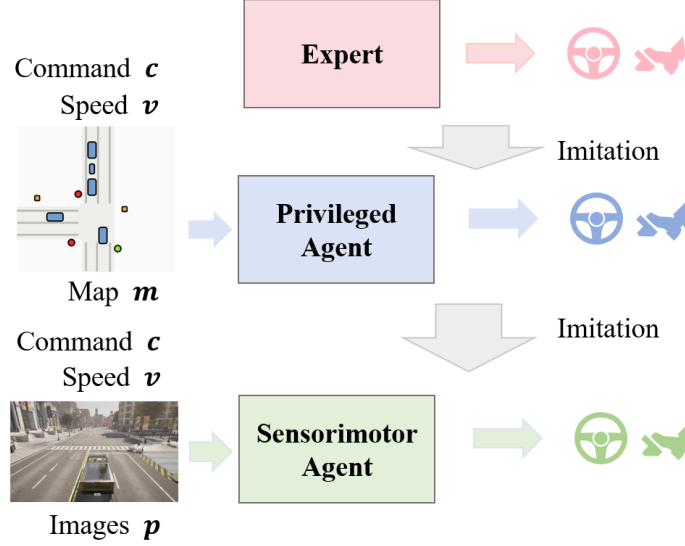 Expert
Command c
Speed v
Imitation
Privileged
Agent
Map m
Command c
Speed v
Imitation
Sensorimotor
Agent
Images p